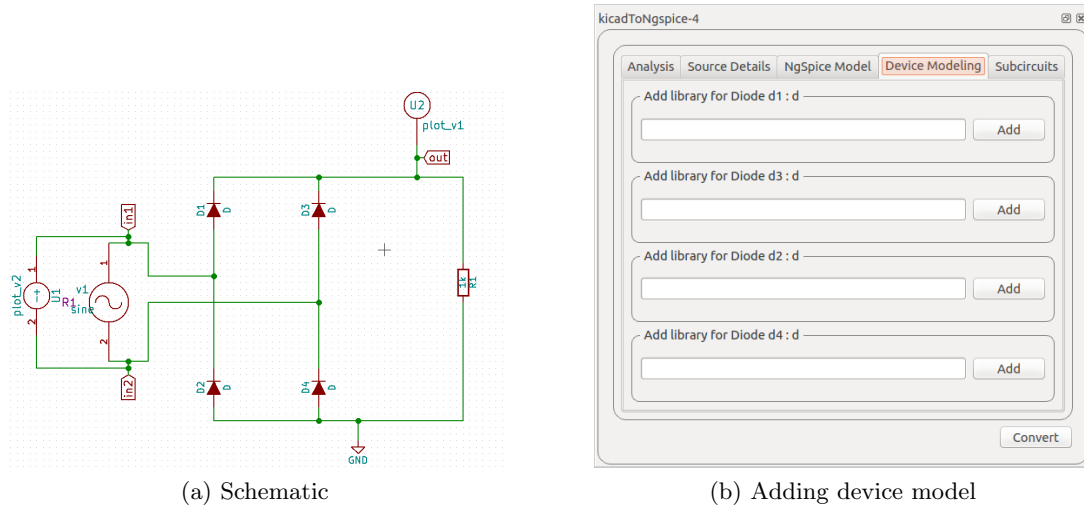 kicadToNgspice-4
Analysis Source Details NgSpice Model Device Modeling Subcircuits
Add library for Diode d1 : d
Add
Add library for Diode d3 : d
Add
Add library for Diode d2 : d
Add
Add library for Diode d4 : d
Add
Convert
U2
plot_v1
out
D1
D
D3
D
in1
1
1
plot_v2
U1
R1
v1
sine
2
2
in2
1k
R1
D2
D
D4
D
GND
(a) Schematic
(b) Adding device model